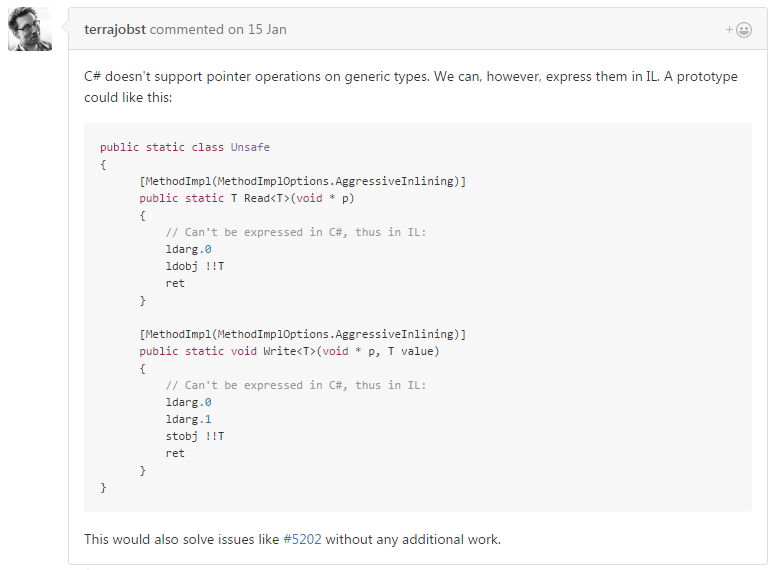 terrajobst commented on 15 Jan
C# doesn't support pointer operations on generic types. We can, however, express them in IL. A prototype
could like this:
public static class Unsafe
{
[MethodImpl(MethodImplOptions.AggressiveInlining)]
public static T Read<T>(void * p)
{
// Can't be expressed in C#, thus in IL:
ldarg.0
ldobj !!T
ret
}
[MethodImpl(MethodImplOptions.AggressiveInlining)]
public static void Write<T>(void * p, T value)
{
// Can't be expressed in C#, thus in IL:
ldarg.0
ldarg.1
stobj !!T
ret
}
}
This would also solve issues like #5202 without any additional work.